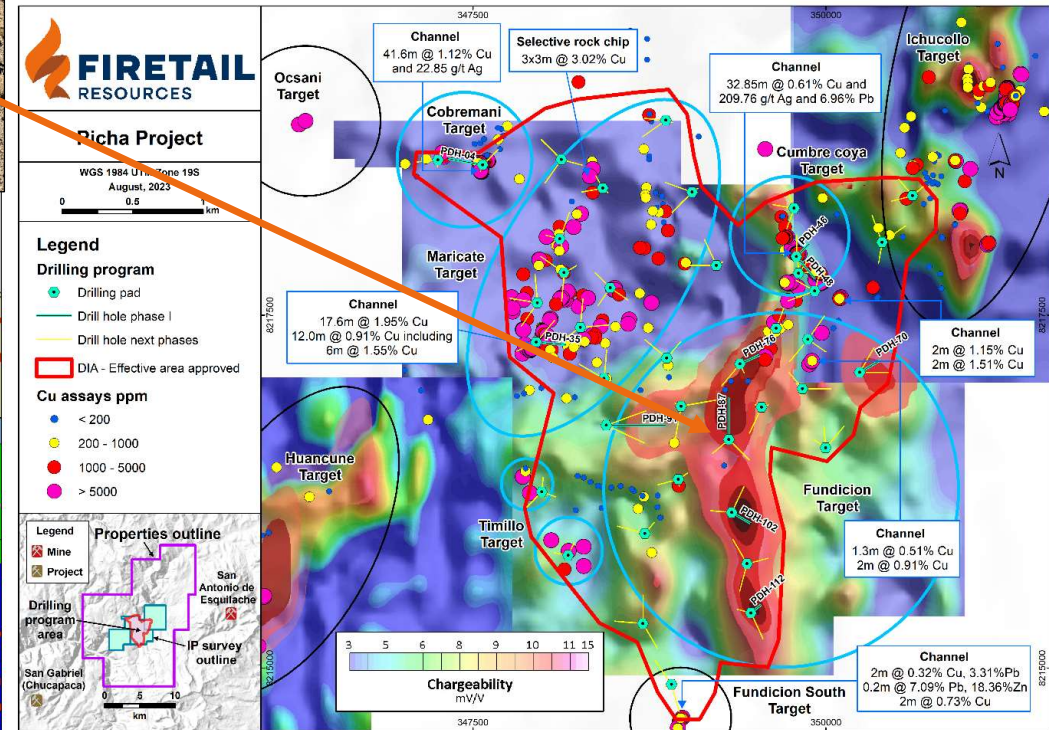 FIRETAIL
RESOURCES
Picha Project
WGS 1984 UTM Zone 19S
August, 2023
0 0.5 1
km
Legend
Drilling program
Drilling pad
Drill hole phase I
Drill hole next phases
DIA - Effective area approved
Cu assays ppm
< 200
200 - 1000
1000 - 5000
> 5000
Legend
Mine
Project
Properties outline
San
Antonio de
Esquilache
Drilling
program
area
IP survey
outline
San Gabriel
(Chucapaca)
0 5 10
km
347500
350000
Ocsani
Target
Channel
41.6m @ 1.12% Cu
and 22.85 g/t Ag
Selective rock chip
3x3m @ 3.02% Cu
Channel
32.85m @ 0.61% Cu and
209.76 g/t Ag and 6.96% Pb
Ichucollo
Target
Cobremani
Target
PDH-04
Cumbre coya
Target
N
PDH-46
PDH-48
Maricate
Target
8217500
8217500
Channel
17.6m @ 1.95% Cu
12.0m @ 0.91% Cu including
6m @ 1.55% Cu
PDH-35
PDH-76
PDH-70
Channel
2m @ 1.15% Cu
2m @ 1.51% Cu
PDH-87
Huancune
Target
Fundicion
Target
PDH-102
Timillo
Target
Channel
1.3m @ 0.51% Cu
2m @ 0.91% Cu
PDH-112
3 5 6 8 9 10 11 15
Chargeability
mV/V
8215000
8215000
Channel
2m @ 0.32% Cu, 3.31%Pb
0.2m @ 7.09% Pb, 18.36%Zn
2m @ 0.73% Cu
Fundicion South
Target
347500
350000